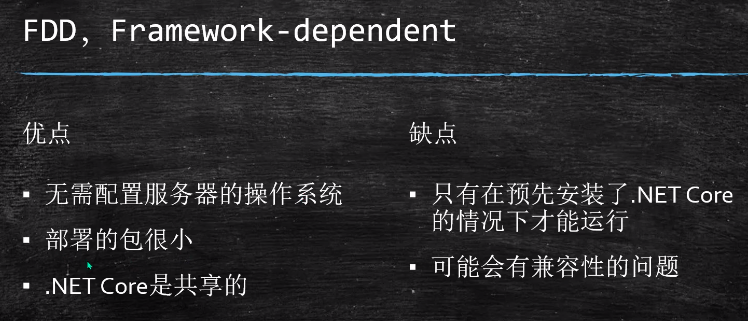 FDD, Framework-dependent
优点
▪ 无需配置服务器的操作系统
▪ 部署的包很小
▪ .NET Core是共享的
缺点
▪ 只有在预先安装了.NET Core
的情况下才能运行
▪ 可能会有兼容性的问题